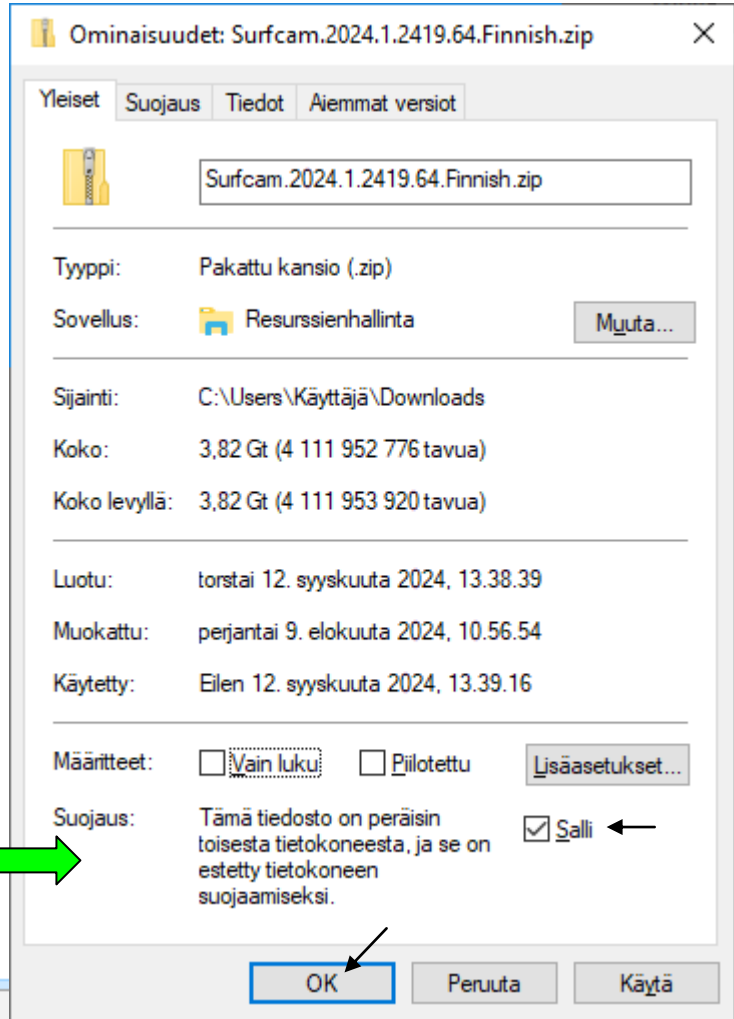 Ominaisuudet: Surfcam.2024.1.2419.64.Finnish.zip
Yleiset Suojaus Tiedot Aiemmat versiot
Surfcam.2024.1.2419.64.Finnish.zip
Tyyppi: Pakattu kansio (.zip)
Sovellus: Resurssienhallinta Muuta...
Sijainti: C:\Users\Käyttäjä\Downloads
Koko: 3,82 Gt (4 111 952 776 tavua)
Koko levyllä: 3,82 Gt (4 111 953 920 tavua)
Luotu: torstai 12. syyskuuta 2024, 13.38.39
Muokattu: perjantai 9. elokuuta 2024, 10.56.54
Käytetty: Eilen 12. syyskuuta 2024, 13.39.16
Määritteet: Vain luku Piilotettu Lisäasetukset...
Suojaus: Tämä tiedosto on peräisin Salli
toisesta tietokoneesta, ja se on
estetty tietokoneen
suojaamiseksi.
OK Peruuta Käytä